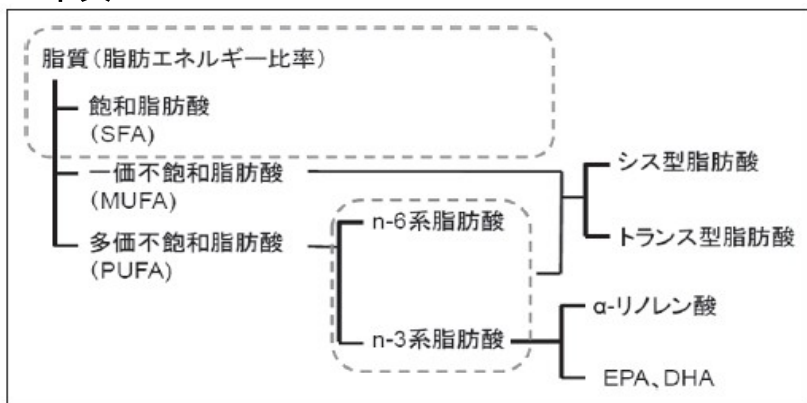 脂質(脂肪エネルギー比率)
飽和脂肪酸
(SFA)
一価不飽和脂肪酸
(MUFA)
多価不飽和脂肪酸
(PUFA)
n-6系脂肪酸
n-3系脂肪酸
シス型脂肪酸
トランス型脂肪酸
α-リノレン酸
EPA、DHA